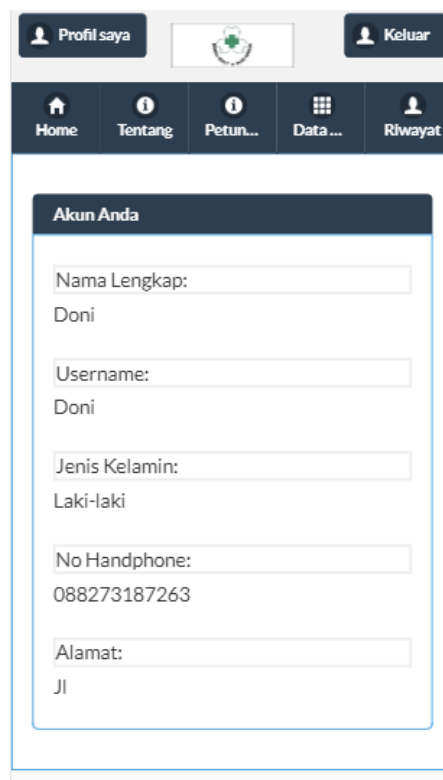 Profil saya
Keluar
Home
Tentang
Petun...
Data ...
Riwayat
Akun Anda
Nama Lengkap:
Doni
Username:
Doni
Jenis Kelamin:
Laki-laki
No Handphone:
088273187263
Alamat:
Jl